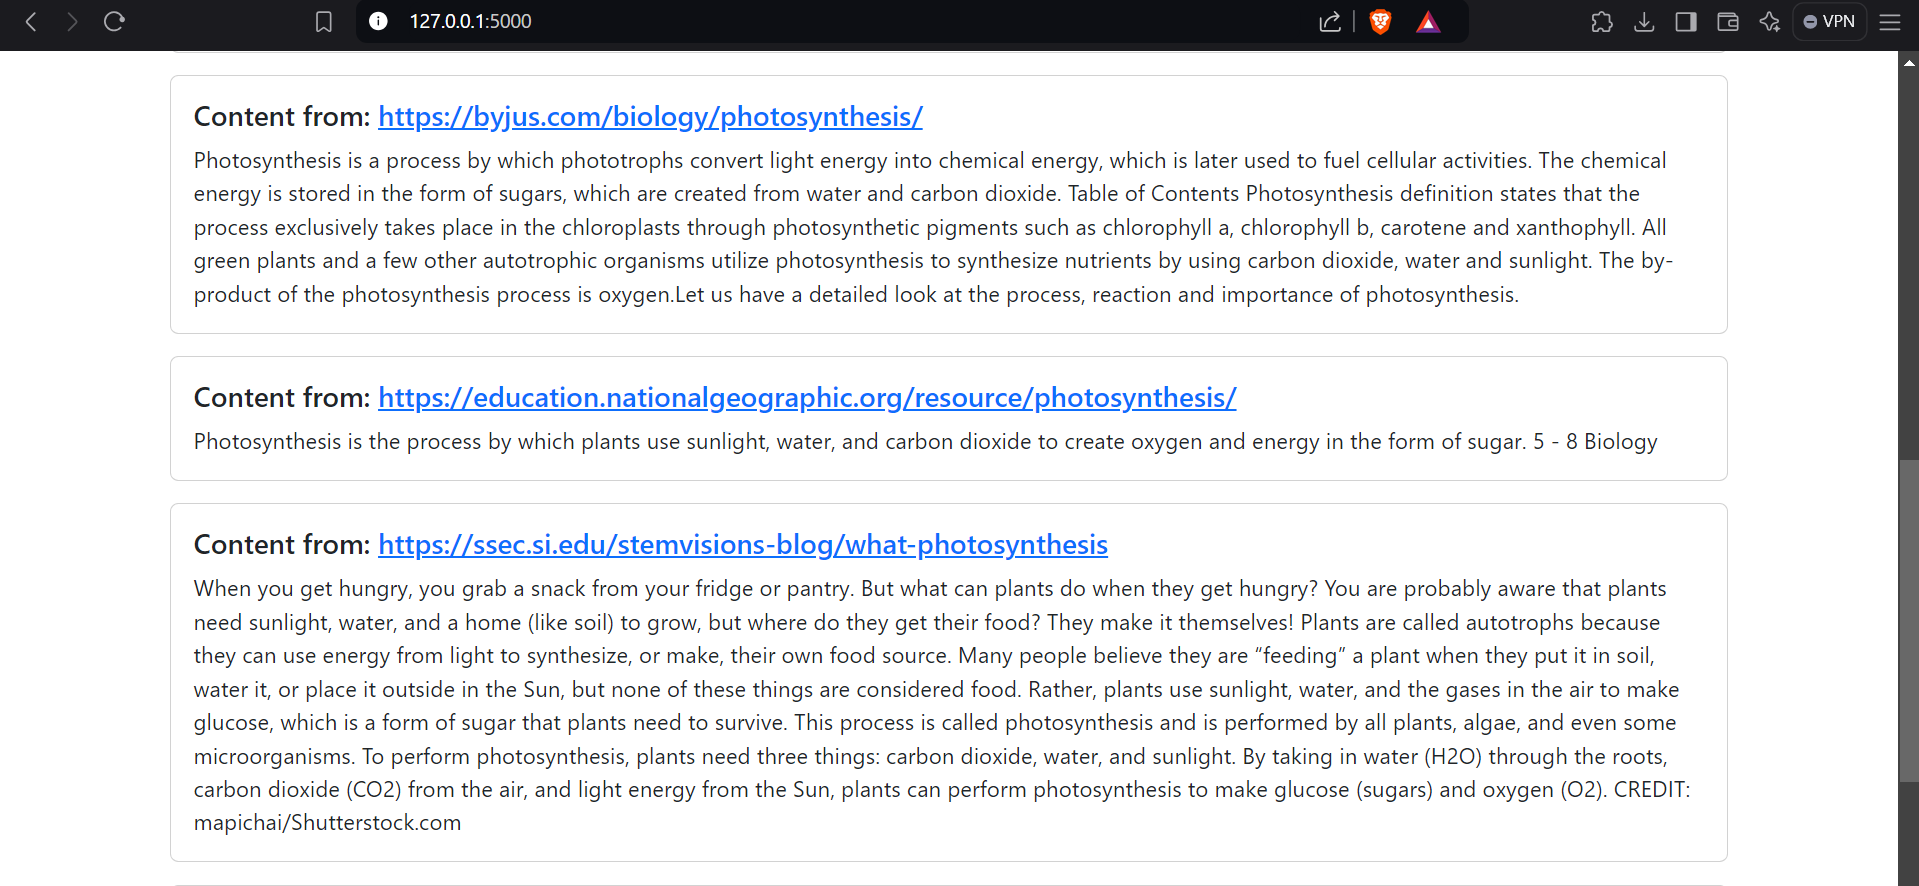 127.0.0.1:5000
VPN
Content from: https://byjus.com/biology/photosynthesis/
Photosynthesis is a process by which phototrophs convert light energy into chemical energy, which is later used to fuel cellular activities. The chemical
energy is stored in the form of sugars, which are created from water and carbon dioxide. Table of Contents Photosynthesis definition states that the
process exclusively takes place in the chloroplasts through photosynthetic pigments such as chlorophyll a, chlorophyll b, carotene and xanthophyll. All
green plants and a few other autotrophic organisms utilize photosynthesis to synthesize nutrients by using carbon dioxide, water and sunlight. The by-
product of the photosynthesis process is oxygen.Let us have a detailed look at the process, reaction and importance of photosynthesis.
Content from: https://education.nationalgeographic.org/resource/photosynthesis/
Photosynthesis is the process by which plants use sunlight, water, and carbon dioxide to create oxygen and energy in the form of sugar. 5 - 8 Biology
Content from: https://ssec.si.edu/stemvisions-blog/what-photosynthesis
When you get hungry, you grab a snack from your fridge or pantry. But what can plants do when they get hungry? You are probably aware that plants
need sunlight, water, and a home (like soil) to grow, but where do they get their food? They make it themselves! Plants are called autotrophs because
they can use energy from light to synthesize, or make, their own food source. Many people believe they are “feeding” a plant when they put it in soil,
water it, or place it outside in the Sun, but none of these things are considered food. Rather, plants use sunlight, water, and the gases in the air to make
glucose, which is a form of sugar that plants need to survive. This process is called photosynthesis and is performed by all plants, algae, and even some
microorganisms. To perform photosynthesis, plants need three things: carbon dioxide, water, and sunlight. By taking in water (H2O) through the roots,
carbon dioxide (CO2) from the air, and light energy from the Sun, plants can perform photosynthesis to make glucose (sugars) and oxygen (O2). CREDIT:
mapichai/Shutterstock.com